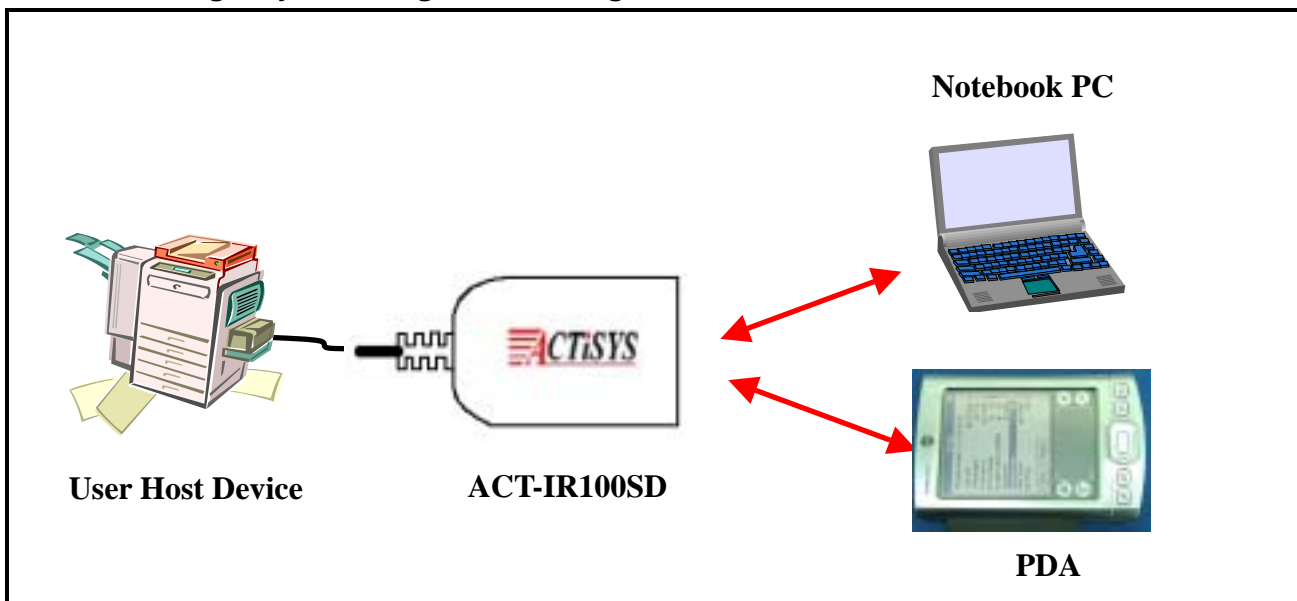 Notebook PC
ACTiSYS
User Host Device
ACT-IR100SD
PDA